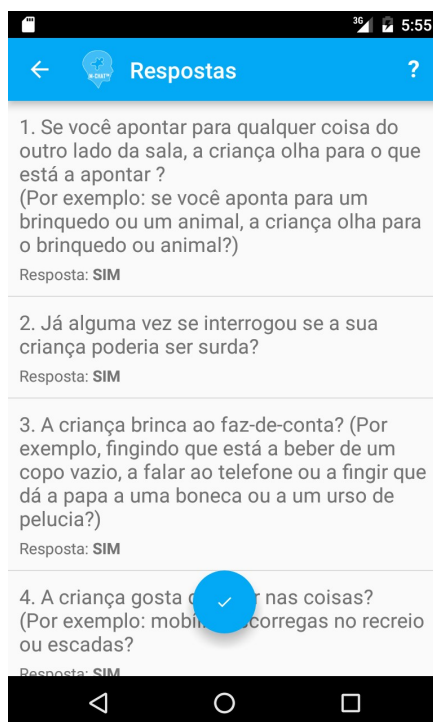 3G 5:55
M-CHAT™ Respostas ?
1. Se você apontar para qualquer coisa do
outro lado da sala, a criança olha para o que
está a apontar ?
(Por exemplo: se você aponta para um
brinquedo ou um animal, a criança olha para
o brinquedo ou animal?)
Resposta: SIM
2. Já alguma vez se interrogou se a sua
criança poderia ser surda?
Resposta: SIM
3. A criança brinca ao faz-de-conta? (Por
exemplo, fingindo que está a beber de um
copo vazio, a falar ao telefone ou a fingir que
dá a papa a uma boneca ou a um urso de
pelucia?)
Resposta: SIM
4. A criança gosta nas coisas?
(Por exemplo: no recreio
ou escadas?
Resposta: SIM